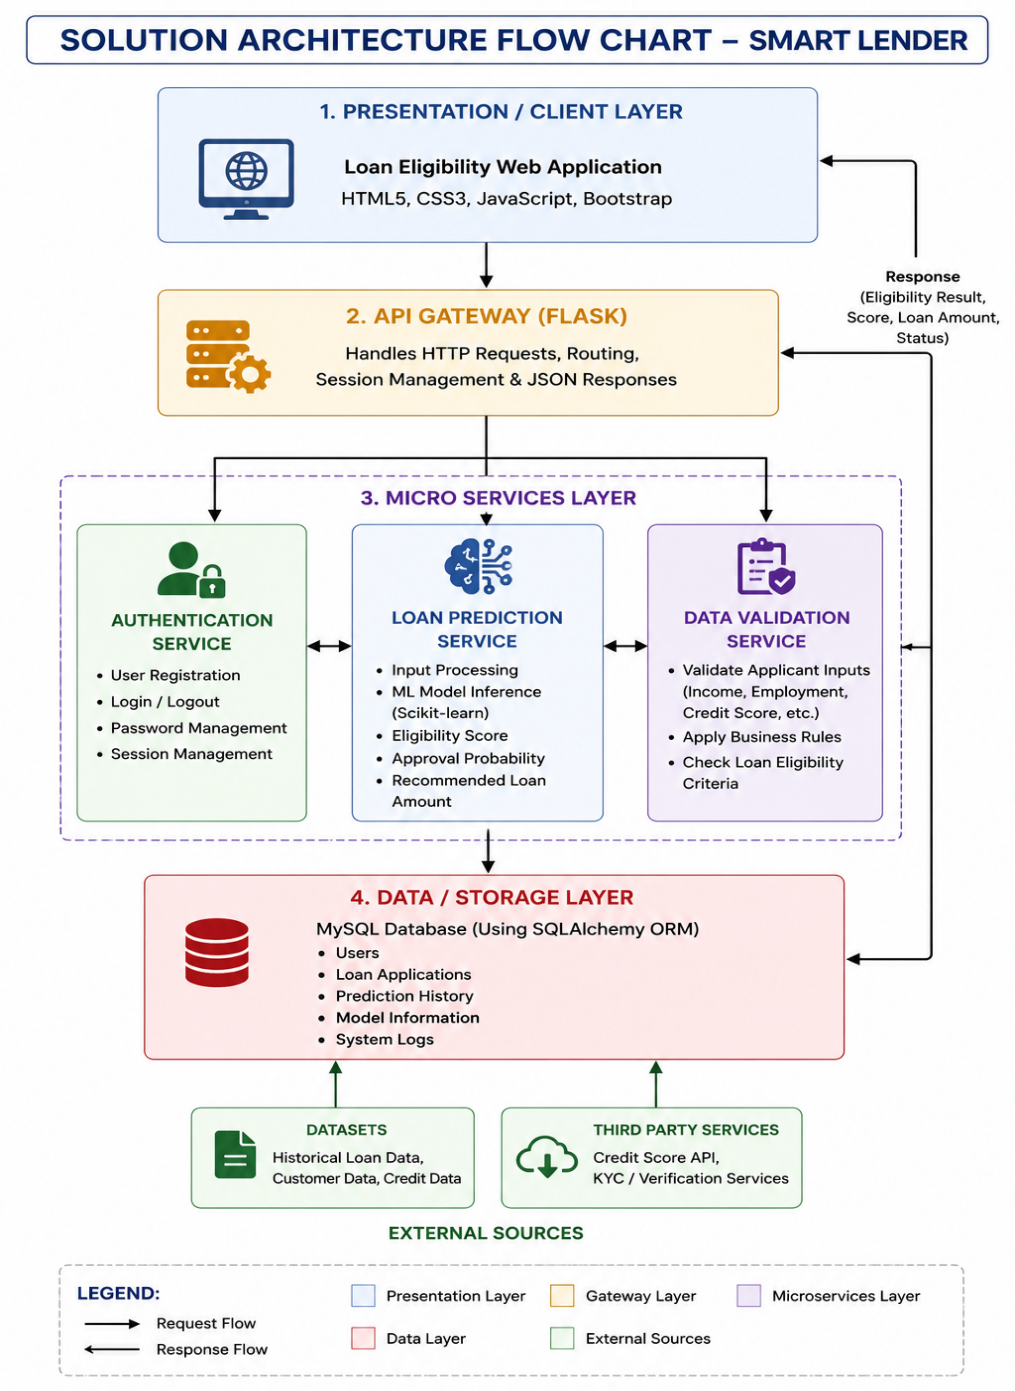 SOLUTION ARCHITECTURE FLOW CHART – SMART LENDER
1. PRESENTATION / CLIENT LAYER
Loan Eligibility Web Application
HTML5, CSS3, JavaScript, Bootstrap
Response
(Eligibility Result,
Score, Loan Amount,
Status)
2. API GATEWAY (FLASK)
Handles HTTP Requests, Routing,
Session Management & JSON Responses
3. MICRO SERVICES LAYER
AUTHENTICATION
SERVICE
• User Registration
• Login / Logout
• Password Management
• Session Management
LOAN PREDICTION
SERVICE
• Input Processing
• ML Model Inference
(Scikit-learn)
• Eligibility Score
• Approval Probability
• Recommended Loan
Amount
DATA VALIDATION
SERVICE
• Validate Applicant Inputs
(Income, Employment,
Credit Score, etc.)
• Apply Business Rules
• Check Loan Eligibility
Criteria
4. DATA / STORAGE LAYER
MySQL Database (Using SQLAlchemy ORM)
• Users
• Loan Applications
• Prediction History
• Model Information
• System Logs
DATASETS
Historical Loan Data,
Customer Data, Credit Data
THIRD PARTY SERVICES
Credit Score API,
KYC / Verification Services
EXTERNAL SOURCES
LEGEND:
Request Flow
Response Flow
Presentation Layer
Gateway Layer
Microservices Layer
Data Layer
External Sources